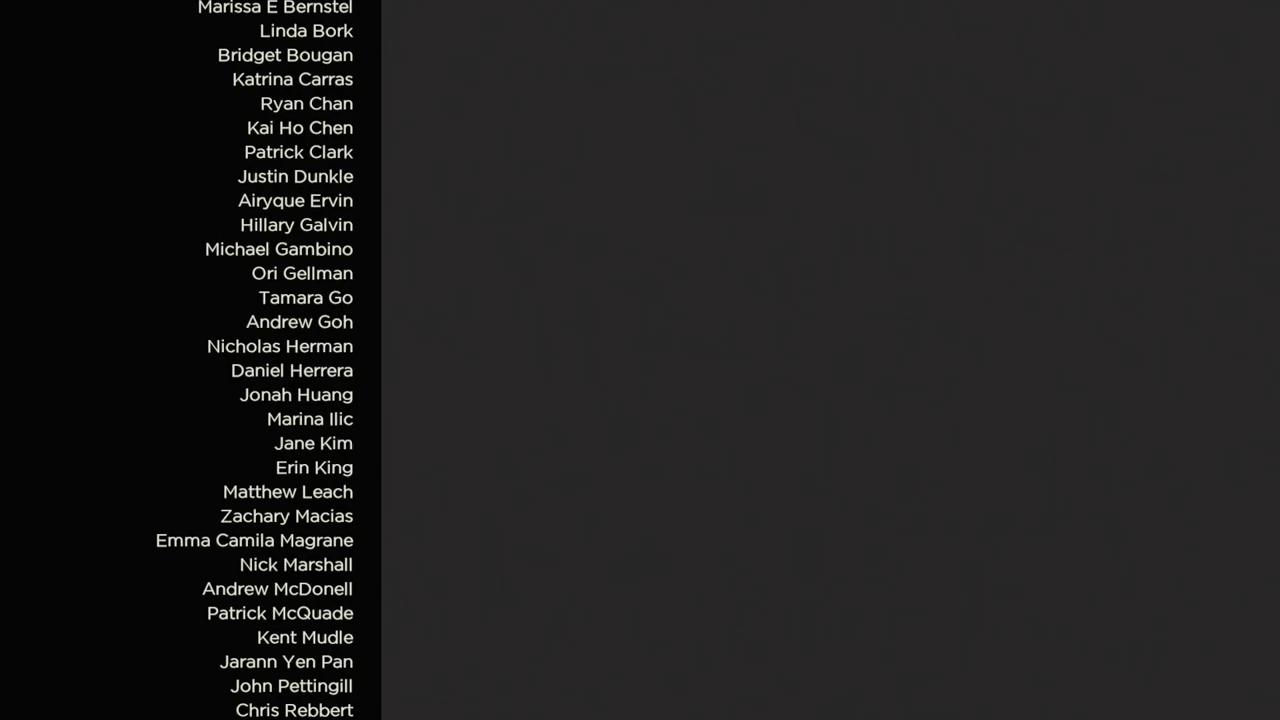 Marissa E Bernstel
Linda Bork
Bridget Bougan
Katrina Carras
Ryan Chan
Kai Ho Chen
Patrick Clark
Justin Dunkle
Airyque Ervin
Hillary Galvin
Michael Gambino
Ori Gellman
Tamara Go
Andrew Goh
Nicholas Herman
Daniel Herrera
Jonah Huang
Marina Ilic
Jane Kim
Erin King
Matthew Leach
Zachary Macias
Emma Camila Magrane
Nick Marshall
Andrew McDonell
Patrick McQuade
Kent Mudle
Jarann Yen Pan
John Pettingill
Chris Rebbert